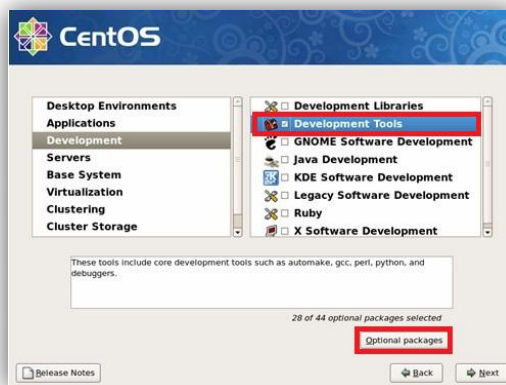 CentOS
Desktop Environments
Applications
Development
Servers
Base System
Virtualization
Clustering
Cluster Storage
Development Libraries
Development Tools
GNOME Software Development
Java Development
KDE Software Development
Legacy Software Development
Ruby
X Software Development
These tools include core development tools such as automake, gcc, perl, python, and
debuggers.
28 of 44 optional packages selected
Optional packages
Release Notes
Back
Next